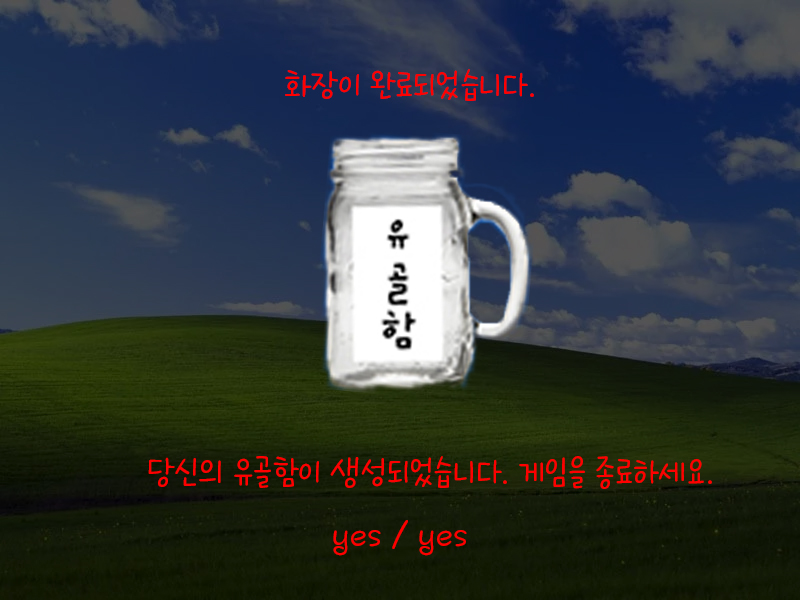 화장이 완료되었습니다.
유
골
함
당신의 유골함이 생성되었습니다. 게임을 종료하세요.
yes / yes